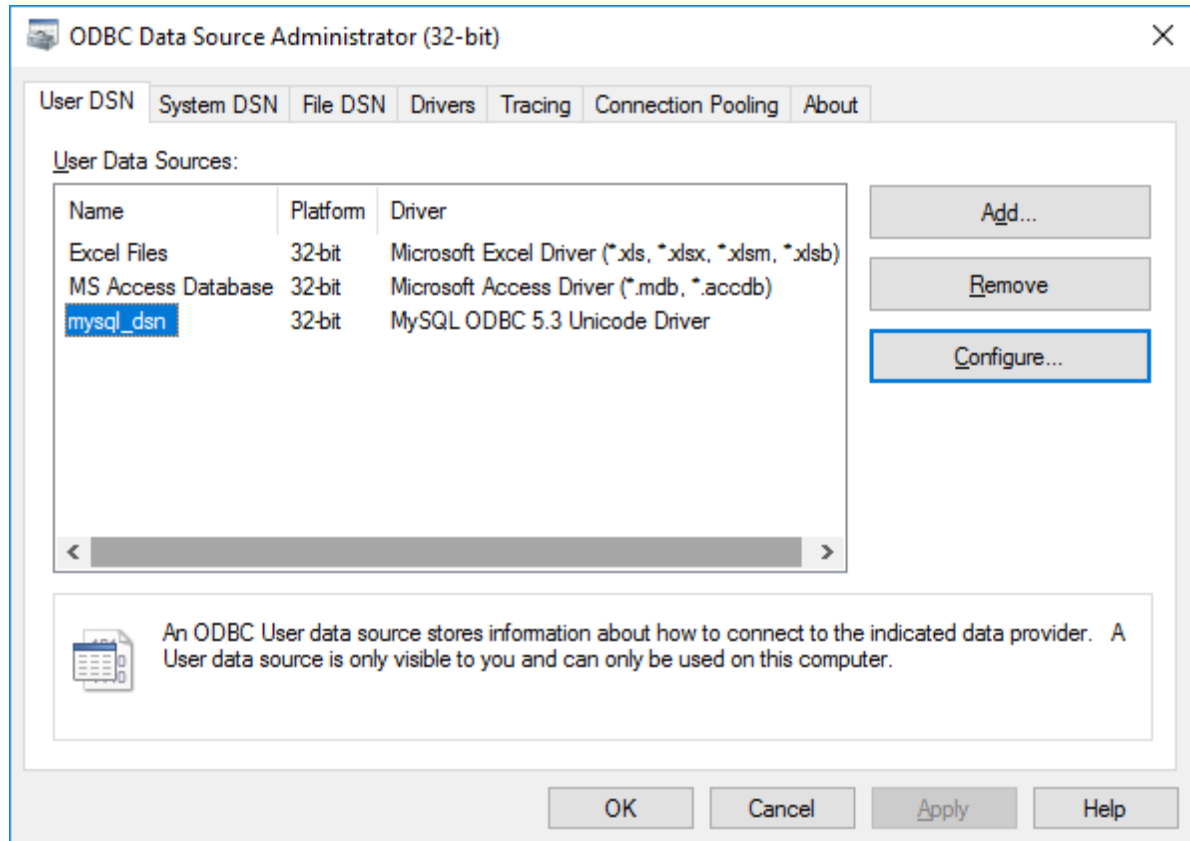 ODBC Data Source Administrator (32-bit)
User DSN System DSN File DSN Drivers Tracing Connection Pooling About
User Data Sources:
Name Platform Driver
Excel Files 32-bit Microsoft Excel Driver (*.xls, *.xlsx, *.xlsm, *.xlsb)
MS Access Database 32-bit Microsoft Access Driver (*.mdb, *.accdb)
mysql_dsn 32-bit MySQL ODBC 5.3 Unicode Driver
Add...
Remove
Configure...
An ODBC User data source stores information about how to connect to the indicated data provider. A
User data source is only visible to you and can only be used on this computer.
OK Cancel Apply Help